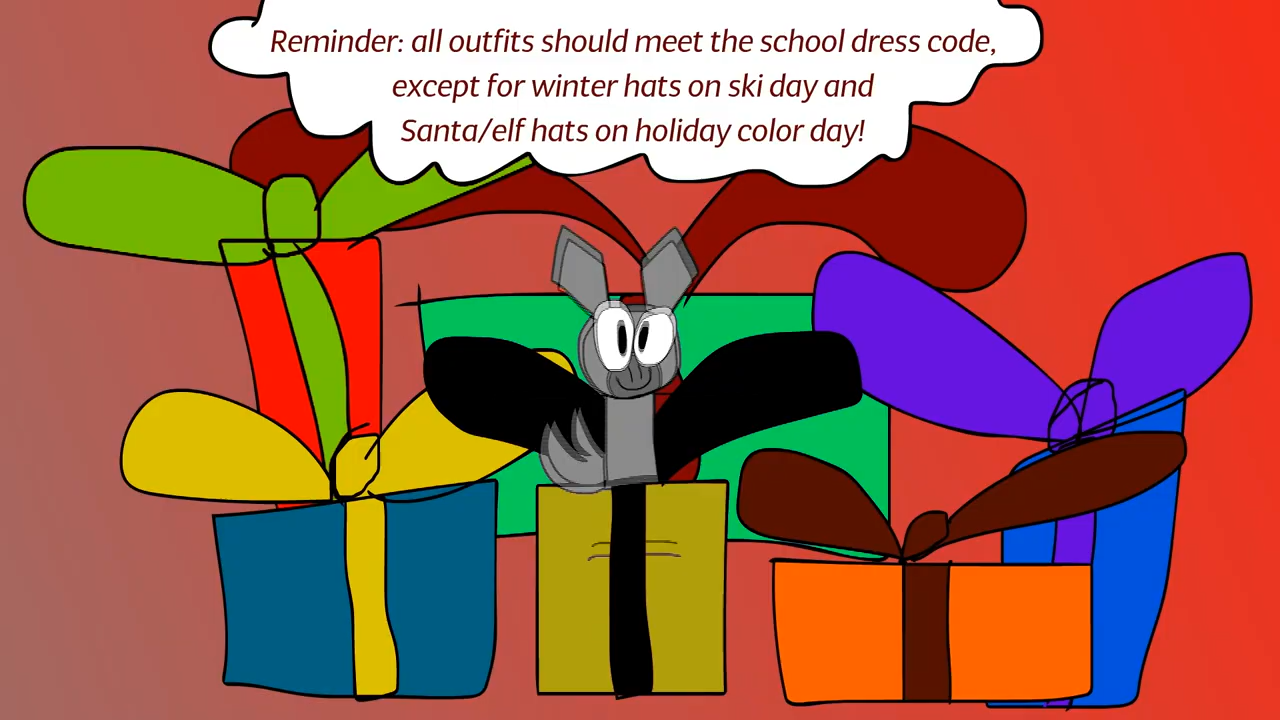 Reminder: all outfits should meet the school dress code,
except for winter hats on ski day and
Santa/elf hats on holiday color day!